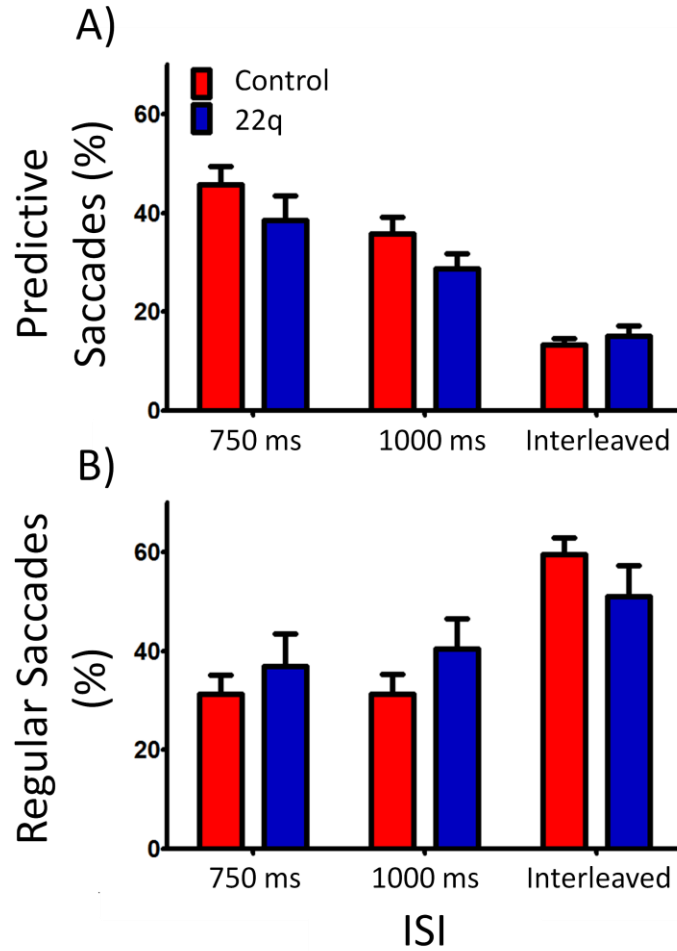 A)
Control
22q
Predictive
Saccades (%)
60
40
20
0
750 ms
1000 ms
Interleaved
B)
Regular Saccades
(%)
60
40
20
0
750 ms
1000 ms
Interleaved
ISI